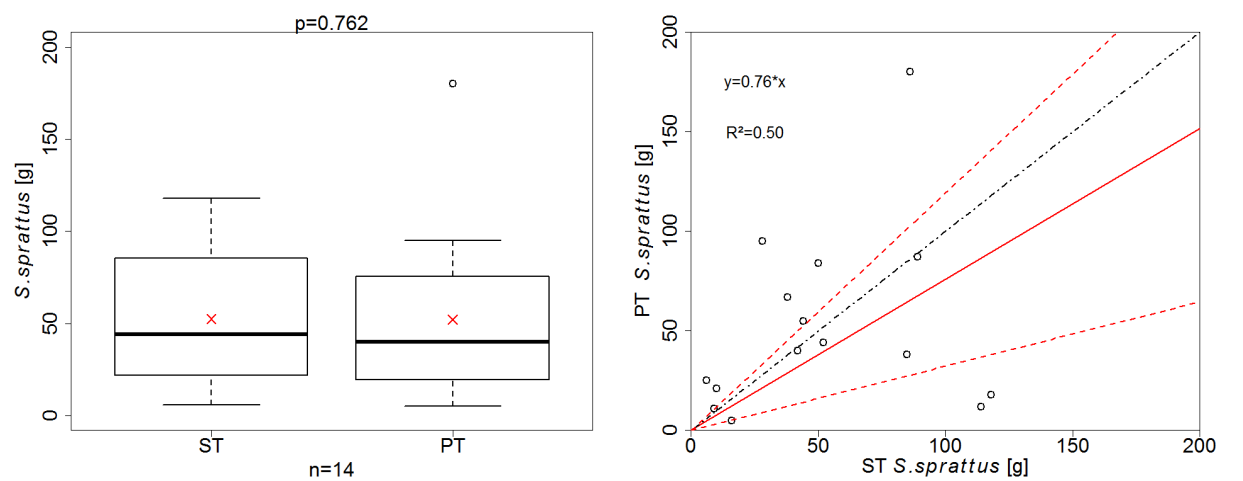 p=0.762
200
150
100
50
0
S.sprattus [g]
ST PT
n=14
y=0.76*x
R²=0.50
200
150
100
50
0
PT S.sprattus [g]
0 50 100 150 200
ST S.sprattus [g]